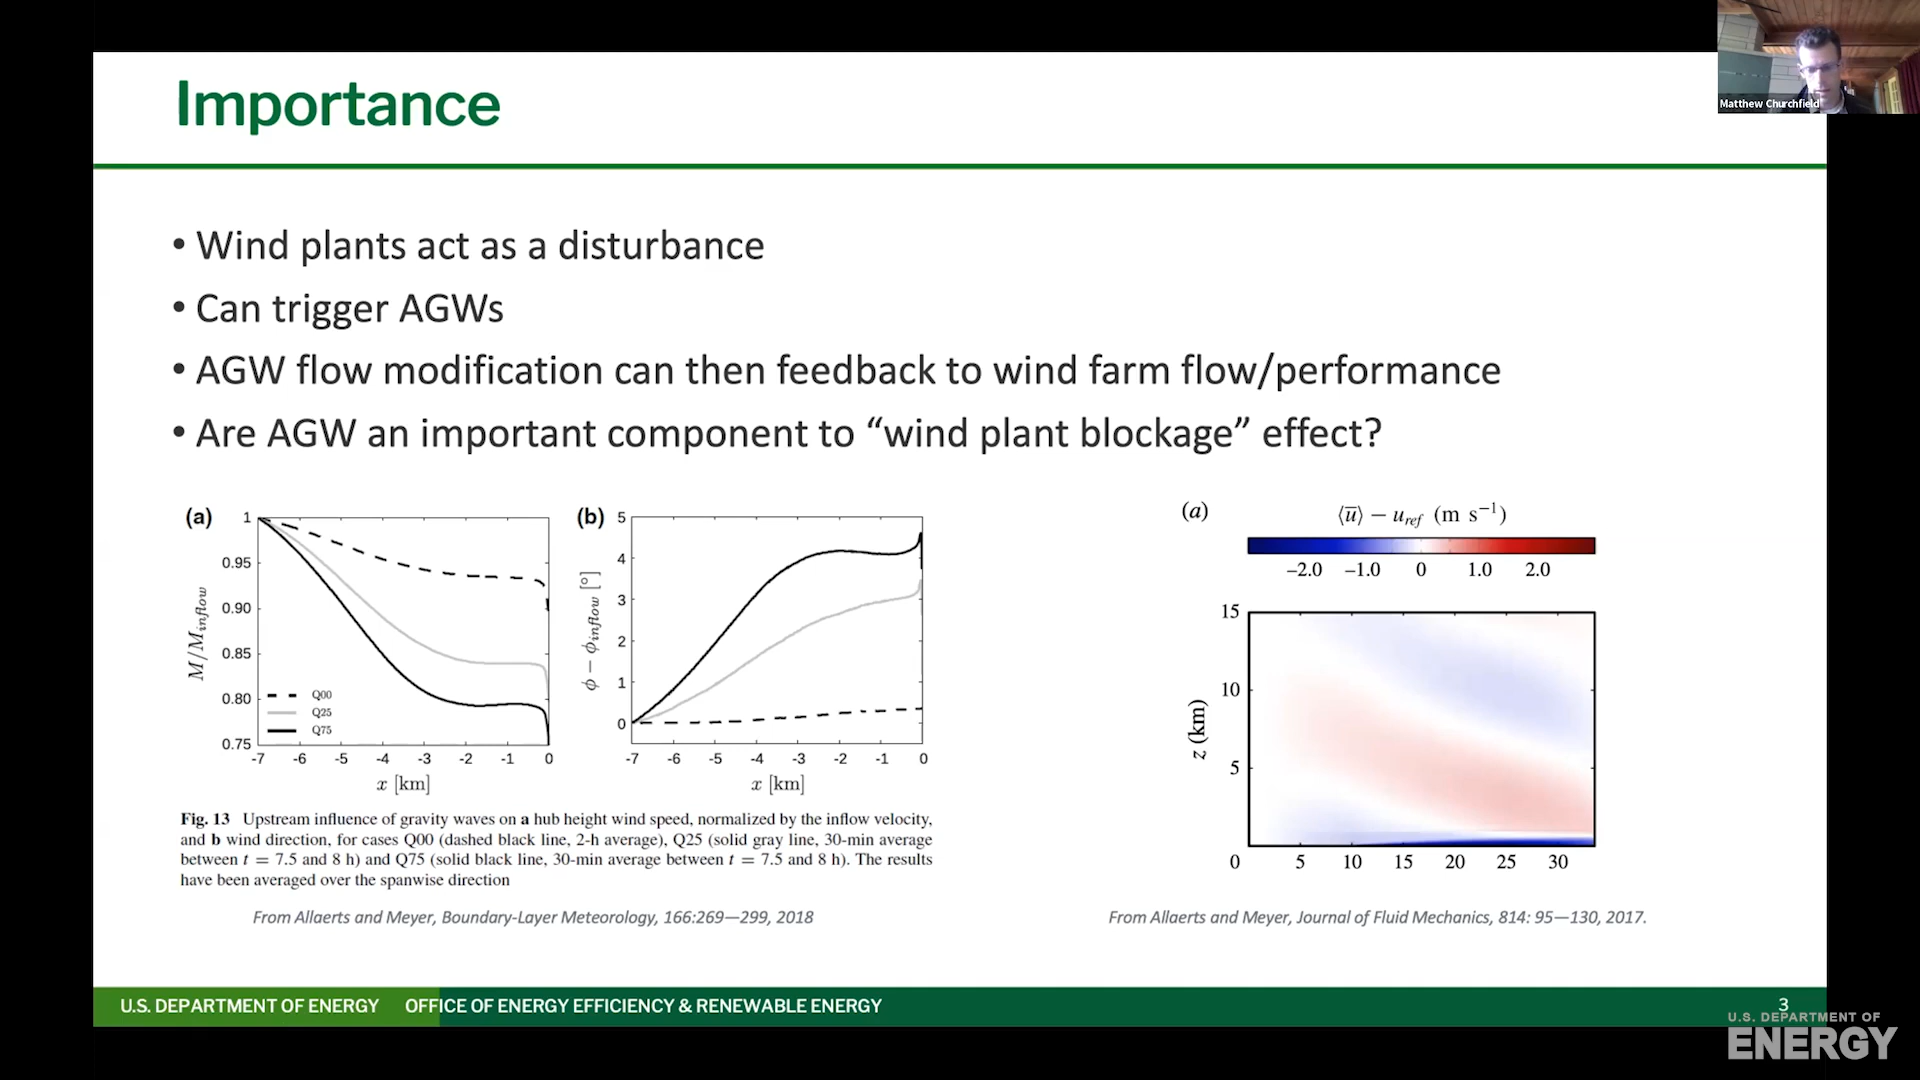 Importance
Matthew Churchfield
• Wind plants act as a disturbance
• Can trigger AGWs
• AGW flow modification can then feedback to wind farm flow/performance
• Are AGW an important component to “wind plant blockage” effect?
(a)
1
0.95
0.90
0.85
0.80
0.75
M/M_inflow
Q00
Q25
Q75
-7 -6 -5 -4 -3 -2 -1 0
x [km]
(b)
5
4
3
2
1
0
ϕ − ϕ_inflow [°]
-7 -6 -5 -4 -3 -2 -1 0
x [km]
Fig. 13 Upstream influence of gravity waves on a hub height wind speed, normalized by the inflow velocity,
and b wind direction, for cases Q00 (dashed black line, 2-h average), Q25 (solid gray line, 30-min average
between t = 7.5 and 8 h) and Q75 (solid black line, 30-min average between t = 7.5 and 8 h). The results
have been averaged over the spanwise direction
From Allaerts and Meyer, Boundary-Layer Meteorology, 166:269—299, 2018
(a)
⟨u̅⟩ − u_ref (m s⁻¹)
−2.0 −1.0 0 1.0 2.0
15
10
5
z (km)
0 5 10 15 20 25 30
From Allaerts and Meyer, Journal of Fluid Mechanics, 814: 95—130, 2017.
U.S. DEPARTMENT OF ENERGY OFFICE OF ENERGY EFFICIENCY & RENEWABLE ENERGY
3
U.S. DEPARTMENT OF
ENERGY